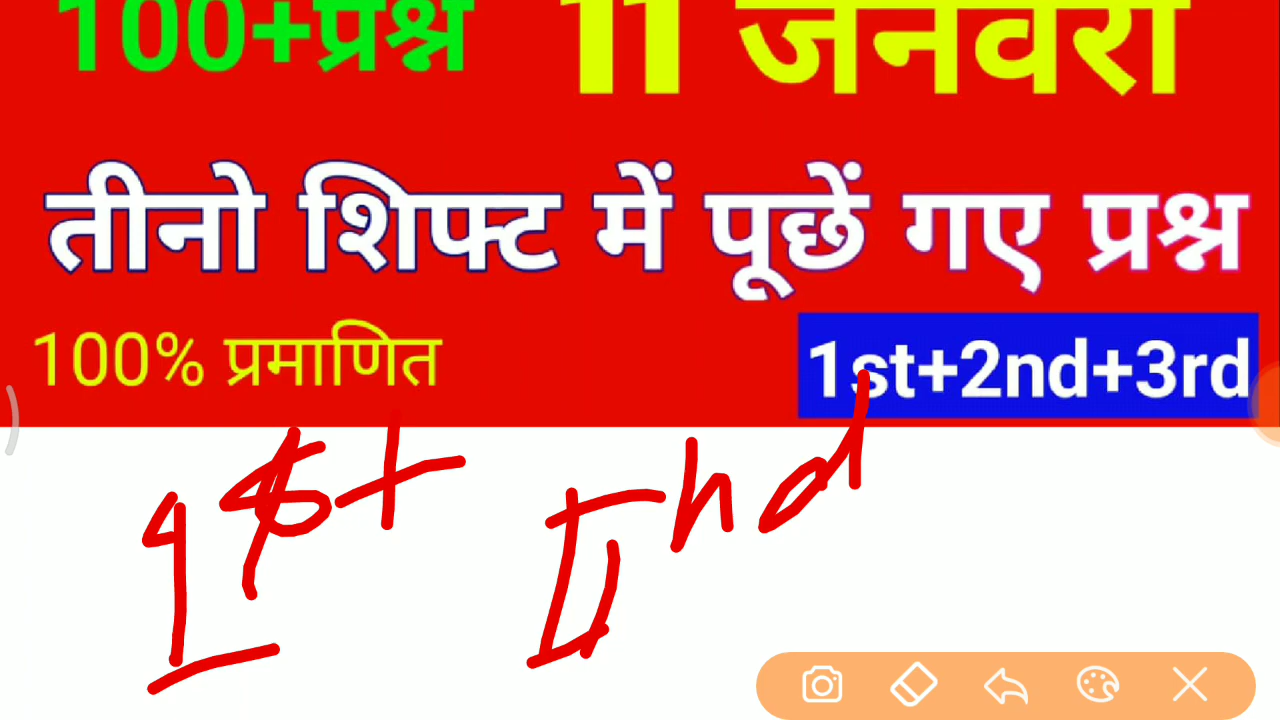 100+प्रश्न 11 जनवरी
तीनो शिफ्ट में पूछें गए प्रश्न
100% प्रमाणित 1st+2nd+3rd
1st IInd